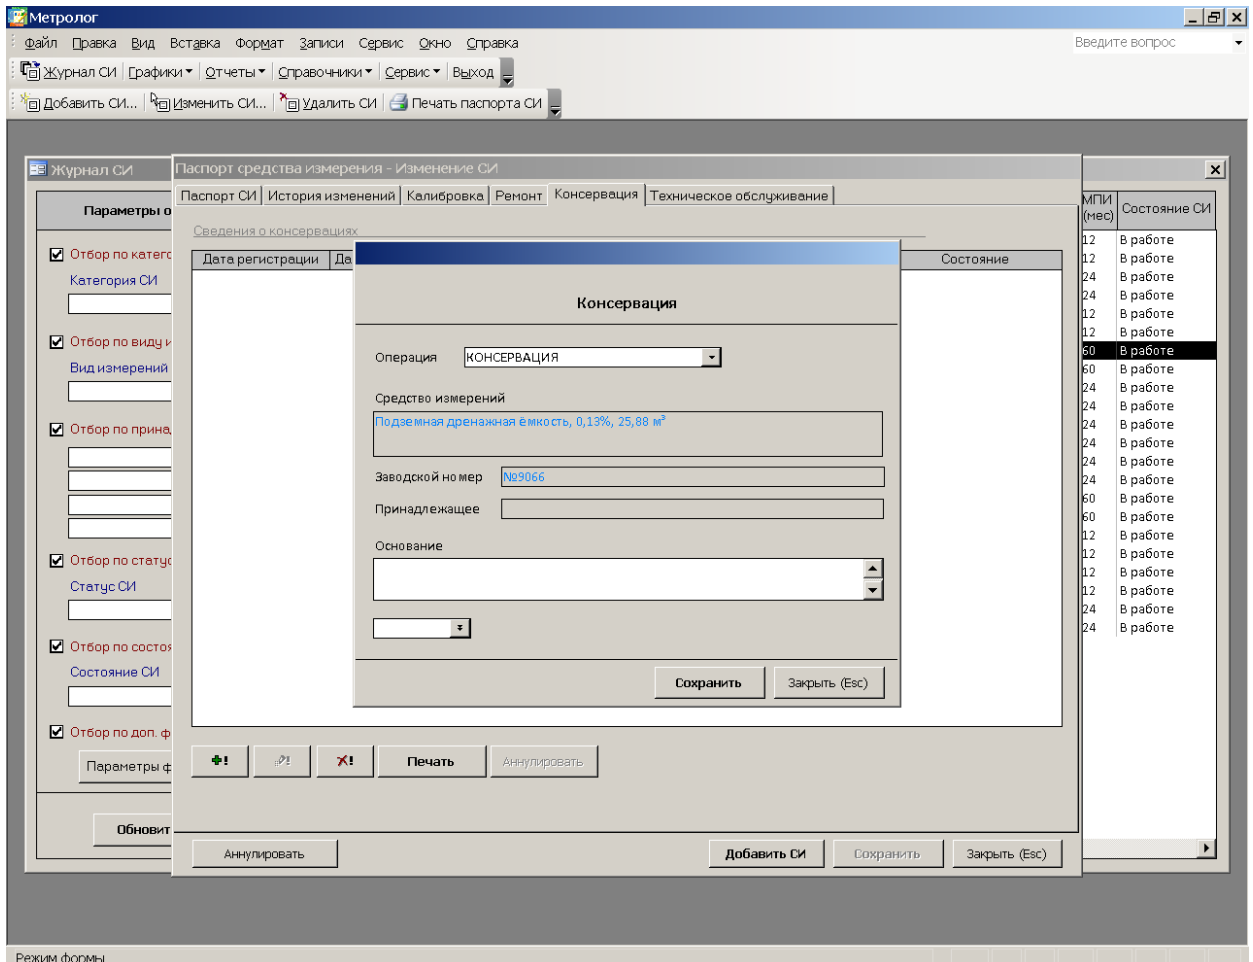 Метролог
Файл Правка Вид Вставка Формат Записи Сервис Окно Справка Введите вопрос
Журнал СИ Графики Отчеты Справочники Сервис Выход
Добавить СИ... Изменить СИ... Удалить СИ Печать паспорта СИ
Журнал СИ
Паспорт средства измерения - Изменение СИ
Паспорт СИ История изменений Калибровка Ремонт Консервация Техническое обслуживание
Параметры о
Сведения о консервациях
Дата регистрации Да Состояние
Отбор по катего
Категория СИ
Отбор по виду и
Вид измерений
Отбор по прина
Отбор по статус
Статус СИ
Отбор по состоя
Состояние СИ
Отбор по доп. ф
Параметры ф
Обновит
Консервация
Операция КОНСЕРВАЦИЯ
Средство измерений
Подземная дренажная ёмкость, 0,13%, 25,88 м³
Заводской номер №9066
Принадлежащее
Основание
Сохранить Закрыть (Esc)
Печать Аннулировать
Аннулировать Добавить СИ Сохранить Закрыть (Esc)
МПИ (мес) Состояние СИ
12 В работе
12 В работе
24 В работе
24 В работе
12 В работе
12 В работе
60 В работе
60 В работе
24 В работе
24 В работе
24 В работе
24 В работе
24 В работе
24 В работе
60 В работе
60 В работе
12 В работе
12 В работе
12 В работе
12 В работе
24 В работе
24 В работе
Режим формы